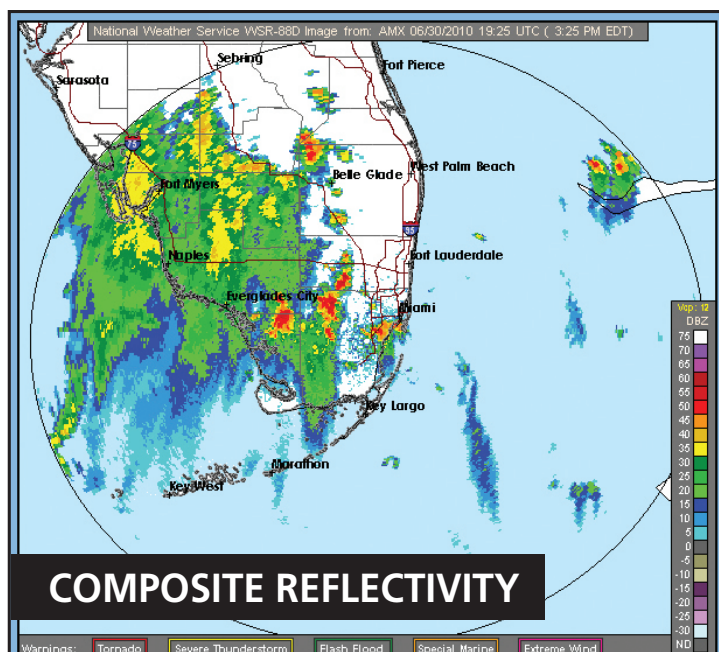 National Weather Service WSR-88D Image from: AMX 06/30/2010 19:25 UTC ( 3:25 PM EDT)
Sebring
Fort Pierce
Sarasota
75
Belle Glade
West Palm Beach
Fort Myers
95
Naples
Fort Lauderdale
Everglades City
Miami
Key Largo
Marathon
Key West
Vcp: 12
DBZ
75
70
65
60
55
50
45
40
35
30
25
20
15
10
5
0
-5
-10
-15
-20
-25
-30
ND
COMPOSITE REFLECTIVITY
Warnings: Tornado Severe Thunderstorm Flash Flood Special Marine Extreme Wind